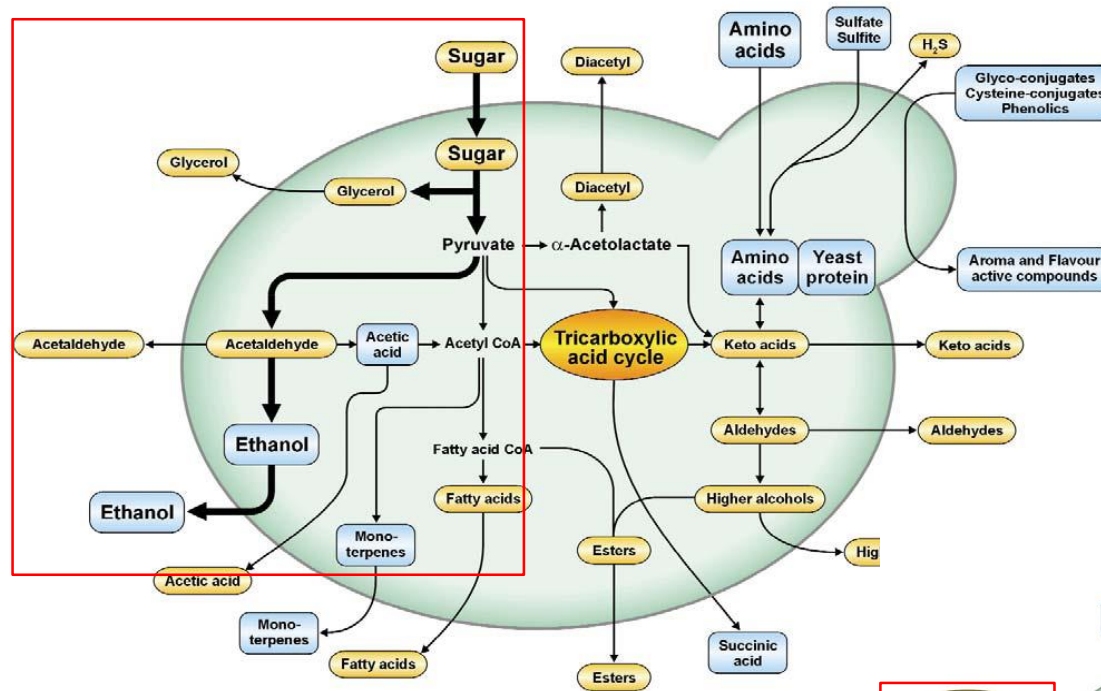 Sugar
Amino
acids
Sulfate
Sulfite
H₂S
Diacetyl
Glyco-conjugates
Cysteine-conjugates
Phenolics
Sugar
Glycerol
Glycerol
Diacetyl
Pyruvate
α-Acetolactate
Amino
acids
Yeast
protein
Aroma and Flavour
active compounds
Acetaldehyde
Acetaldehyde
Acetic
acid
Acetyl CoA
Tricarboxylic
acid cycle
Keto acids
Keto acids
Ethanol
Fatty acid CoA
Aldehydes
Aldehydes
Ethanol
Fatty acids
Higher alcohols
Mono-
terpenes
Esters
Hig
Acetic acid
Mono-
terpenes
Fatty acids
Succinic
acid
Esters